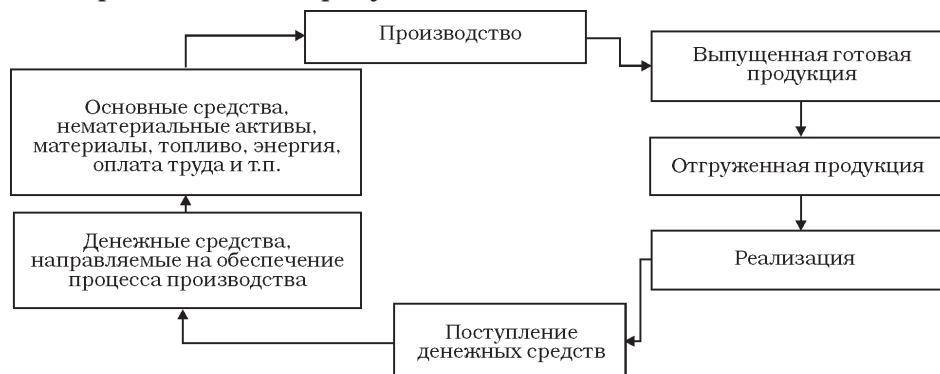 Производство
Выпущенная готовая
продукция
Основные средства,
нематериальные активы,
материалы, топливо, энергия,
оплата труда и т.п.
Отгруженная продукция
Денежные средства,
направляемые на обеспечение
процесса производства
Реализация
Поступление
денежных средств